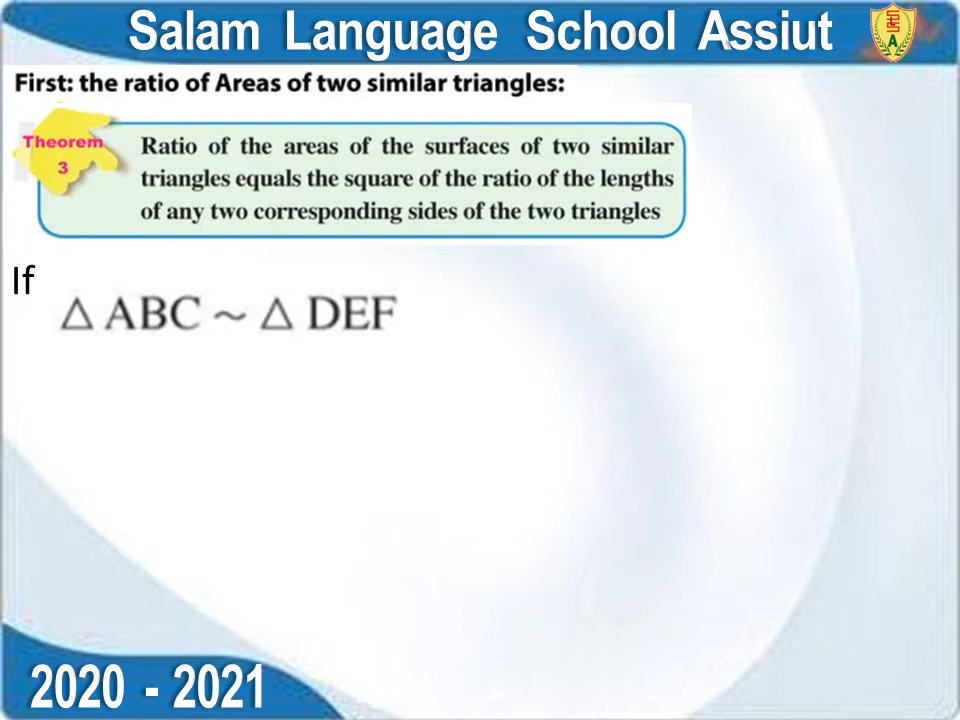 Salam Language School Assiut
First: the ratio of Areas of two similar triangles:
Theorem
3
Ratio of the areas of the surfaces of two similar
triangles equals the square of the ratio of the lengths
of any two corresponding sides of the two triangles
If
△ ABC ~ △ DEF
2020 - 2021